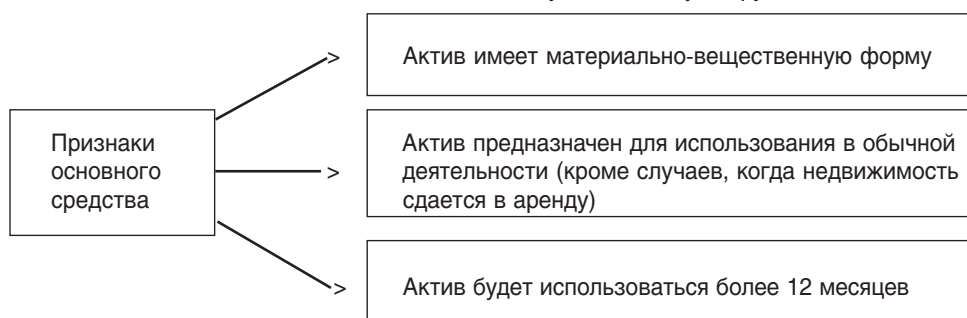 Актив имеет материально-вещественную форму
Признаки
основного
средства
Актив предназначен для использования в обычной
деятельности (кроме случаев, когда недвижимость
сдается в аренду)
Актив будет использоваться более 12 месяцев